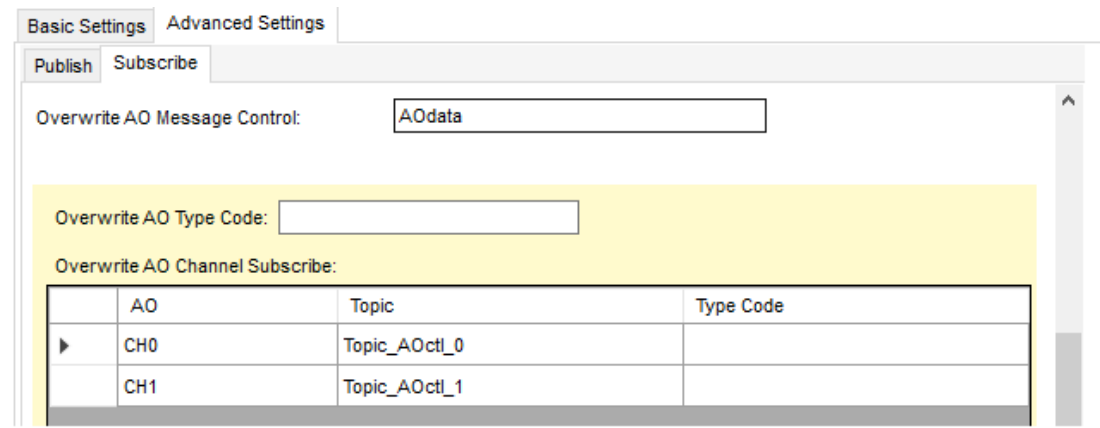 Basic Settings Advanced Settings
Publish Subscribe
Overwrite AO Message Control: AOdata
Overwrite AO Type Code:
Overwrite AO Channel Subscribe:
AO Topic Type Code
CH0 Topic_AOctl_0
CH1 Topic_AOctl_1